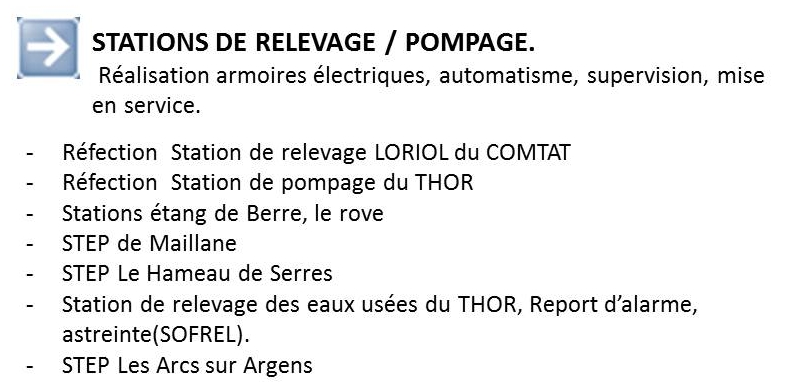 STATIONS DE RELEVAGE / POMPAGE.
Réalisation armoires électriques, automatisme, supervision, mise
en service.
- Réfection Station de relevage LORIOL du COMTAT
- Réfection Station de pompage du THOR
- Stations étang de Berre, le rove
- STEP de Maillane
- STEP Le Hameau de Serres
- Station de relevage des eaux usées du THOR, Report d’alarme,
astreinte(SOFREL).
- STEP Les Arcs sur Argens